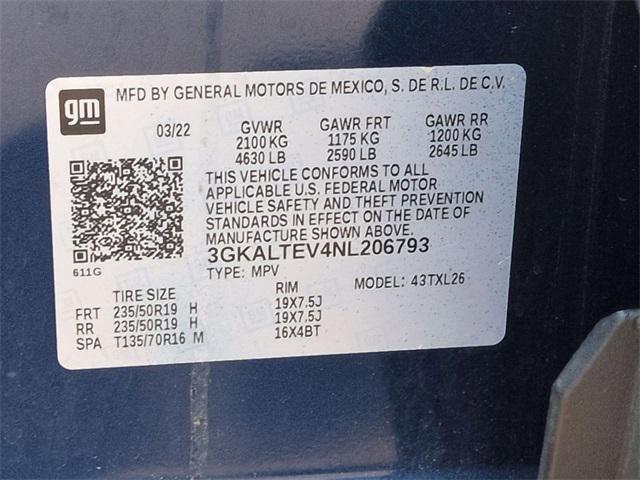 gm
MFD BY GENERAL MOTORS DE MEXICO, S. DE R.L. DE C.V.
03/22 GVWR GAWR FRT GAWR RR
2100 KG 1175 KG 1200 KG
4630 LB 2590 LB 2645 LB
THIS VEHICLE CONFORMS TO ALL
APPLICABLE U.S. FEDERAL MOTOR
VEHICLE SAFETY AND THEFT PREVENTION
STANDARDS IN EFFECT ON THE DATE OF
MANUFACTURE SHOWN ABOVE.
3GKALTEV4NL206793
611G
TYPE: MPV MODEL: 43TXL26
TIRE SIZE RIM
FRT 235/50R19 H 19X7.5J
RR 235/50R19 H 19X7.5J
SPA T135/70R16 M 16X4BT